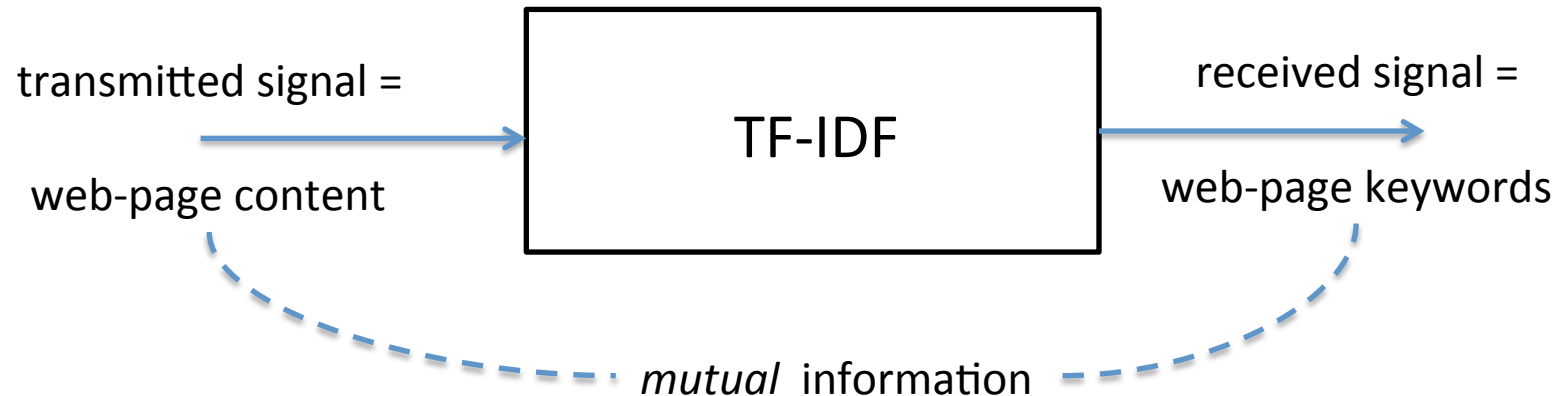 transmitted signal =
web-page content
TF-IDF
received signal =
web-page keywords
mutual information